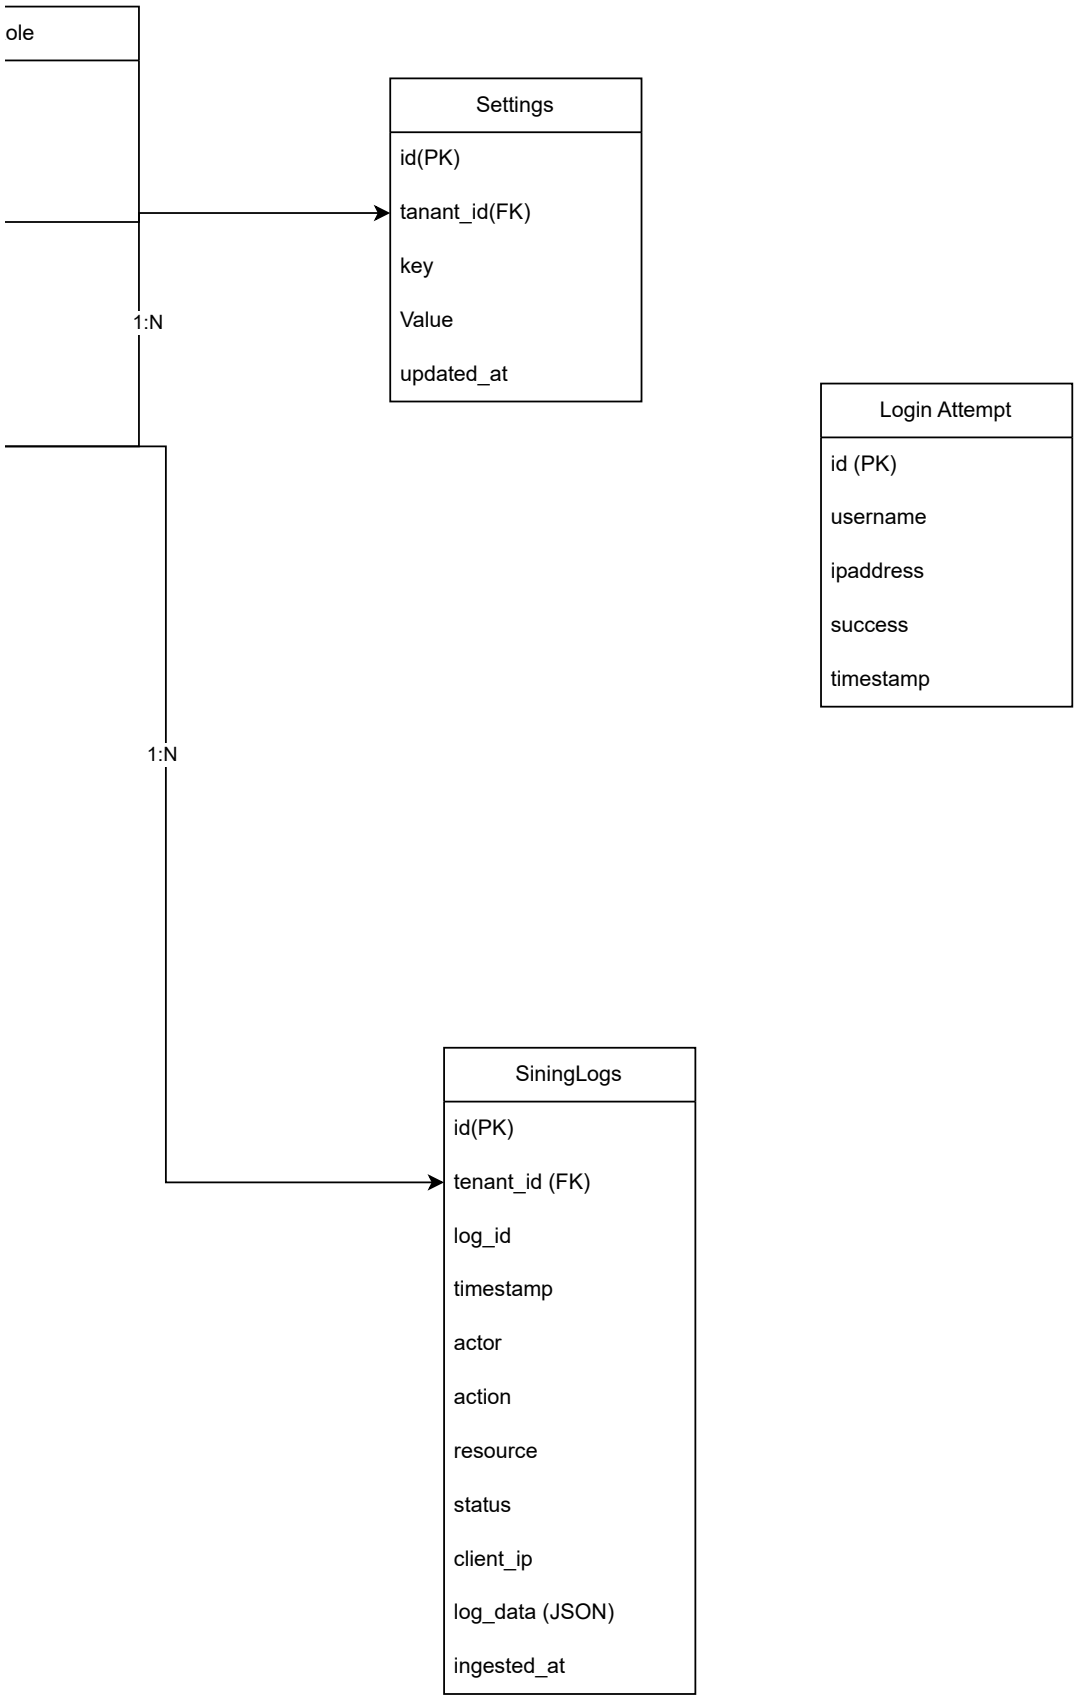 ole
Settings
id(PK)
tanant_id(FK)
key
Value
updated_at
1:N
Login Attempt
id (PK)
username
ipaddress
success
timestamp
1:N
SiningLogs
id(PK)
tenant_id (FK)
log_id
timestamp
actor
action
resource
status
client_ip
log_data (JSON)
ingested_at